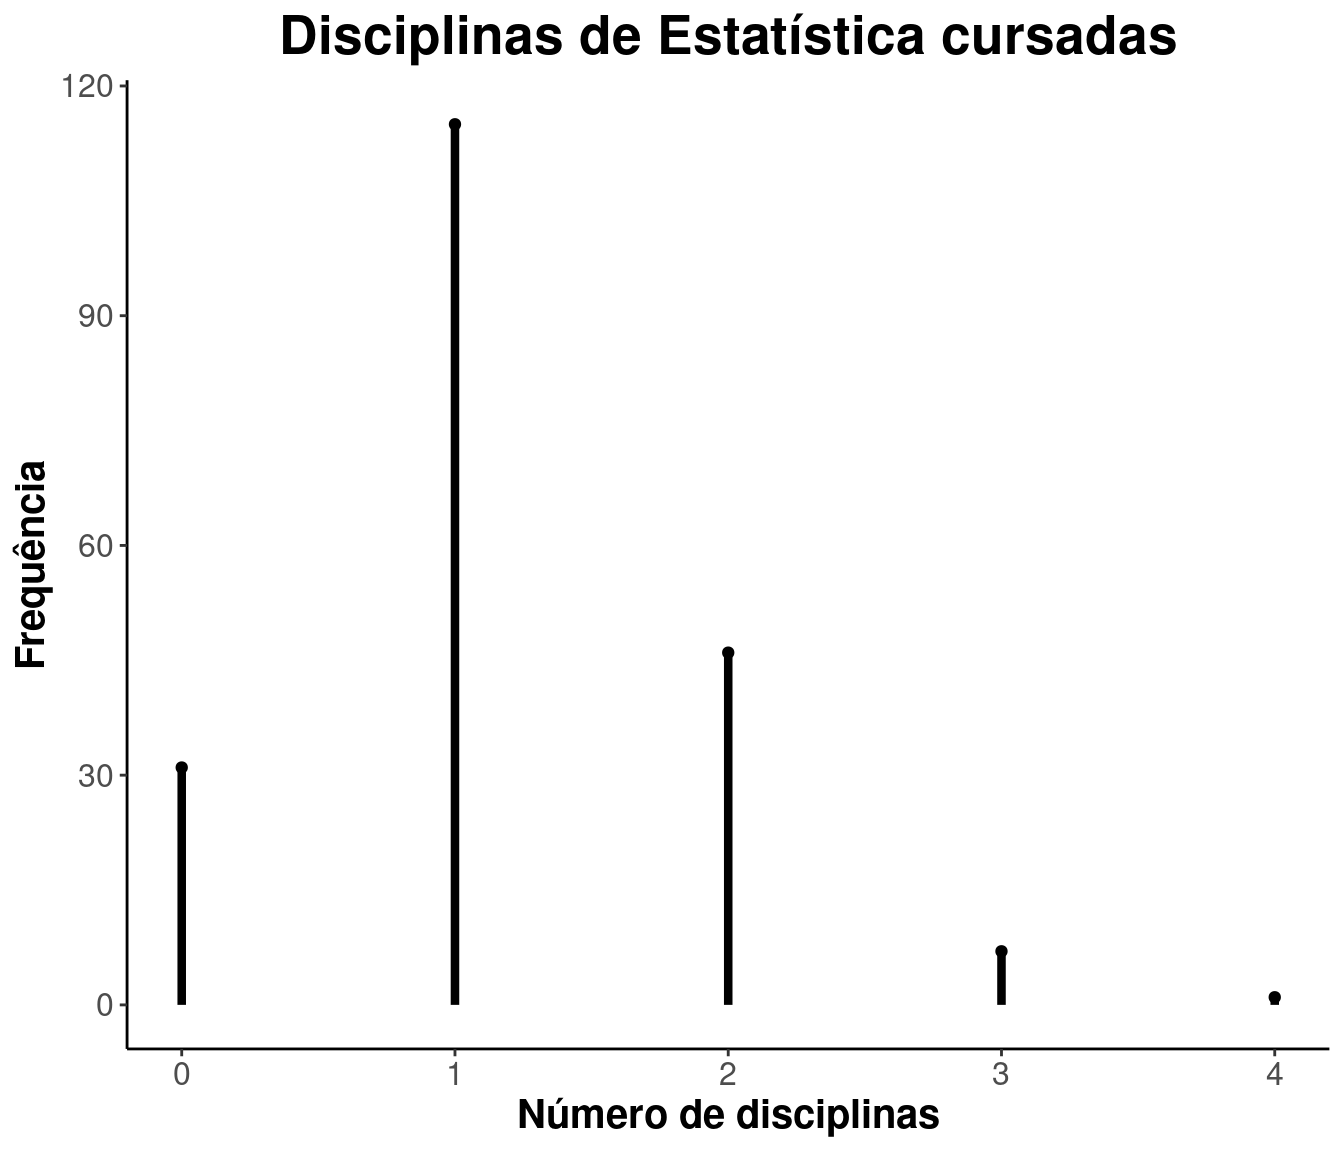 Disciplinas de Estatística cursadas
120
90
60
30
0
Frequência
0 1 2 3 4
Número de disciplinas